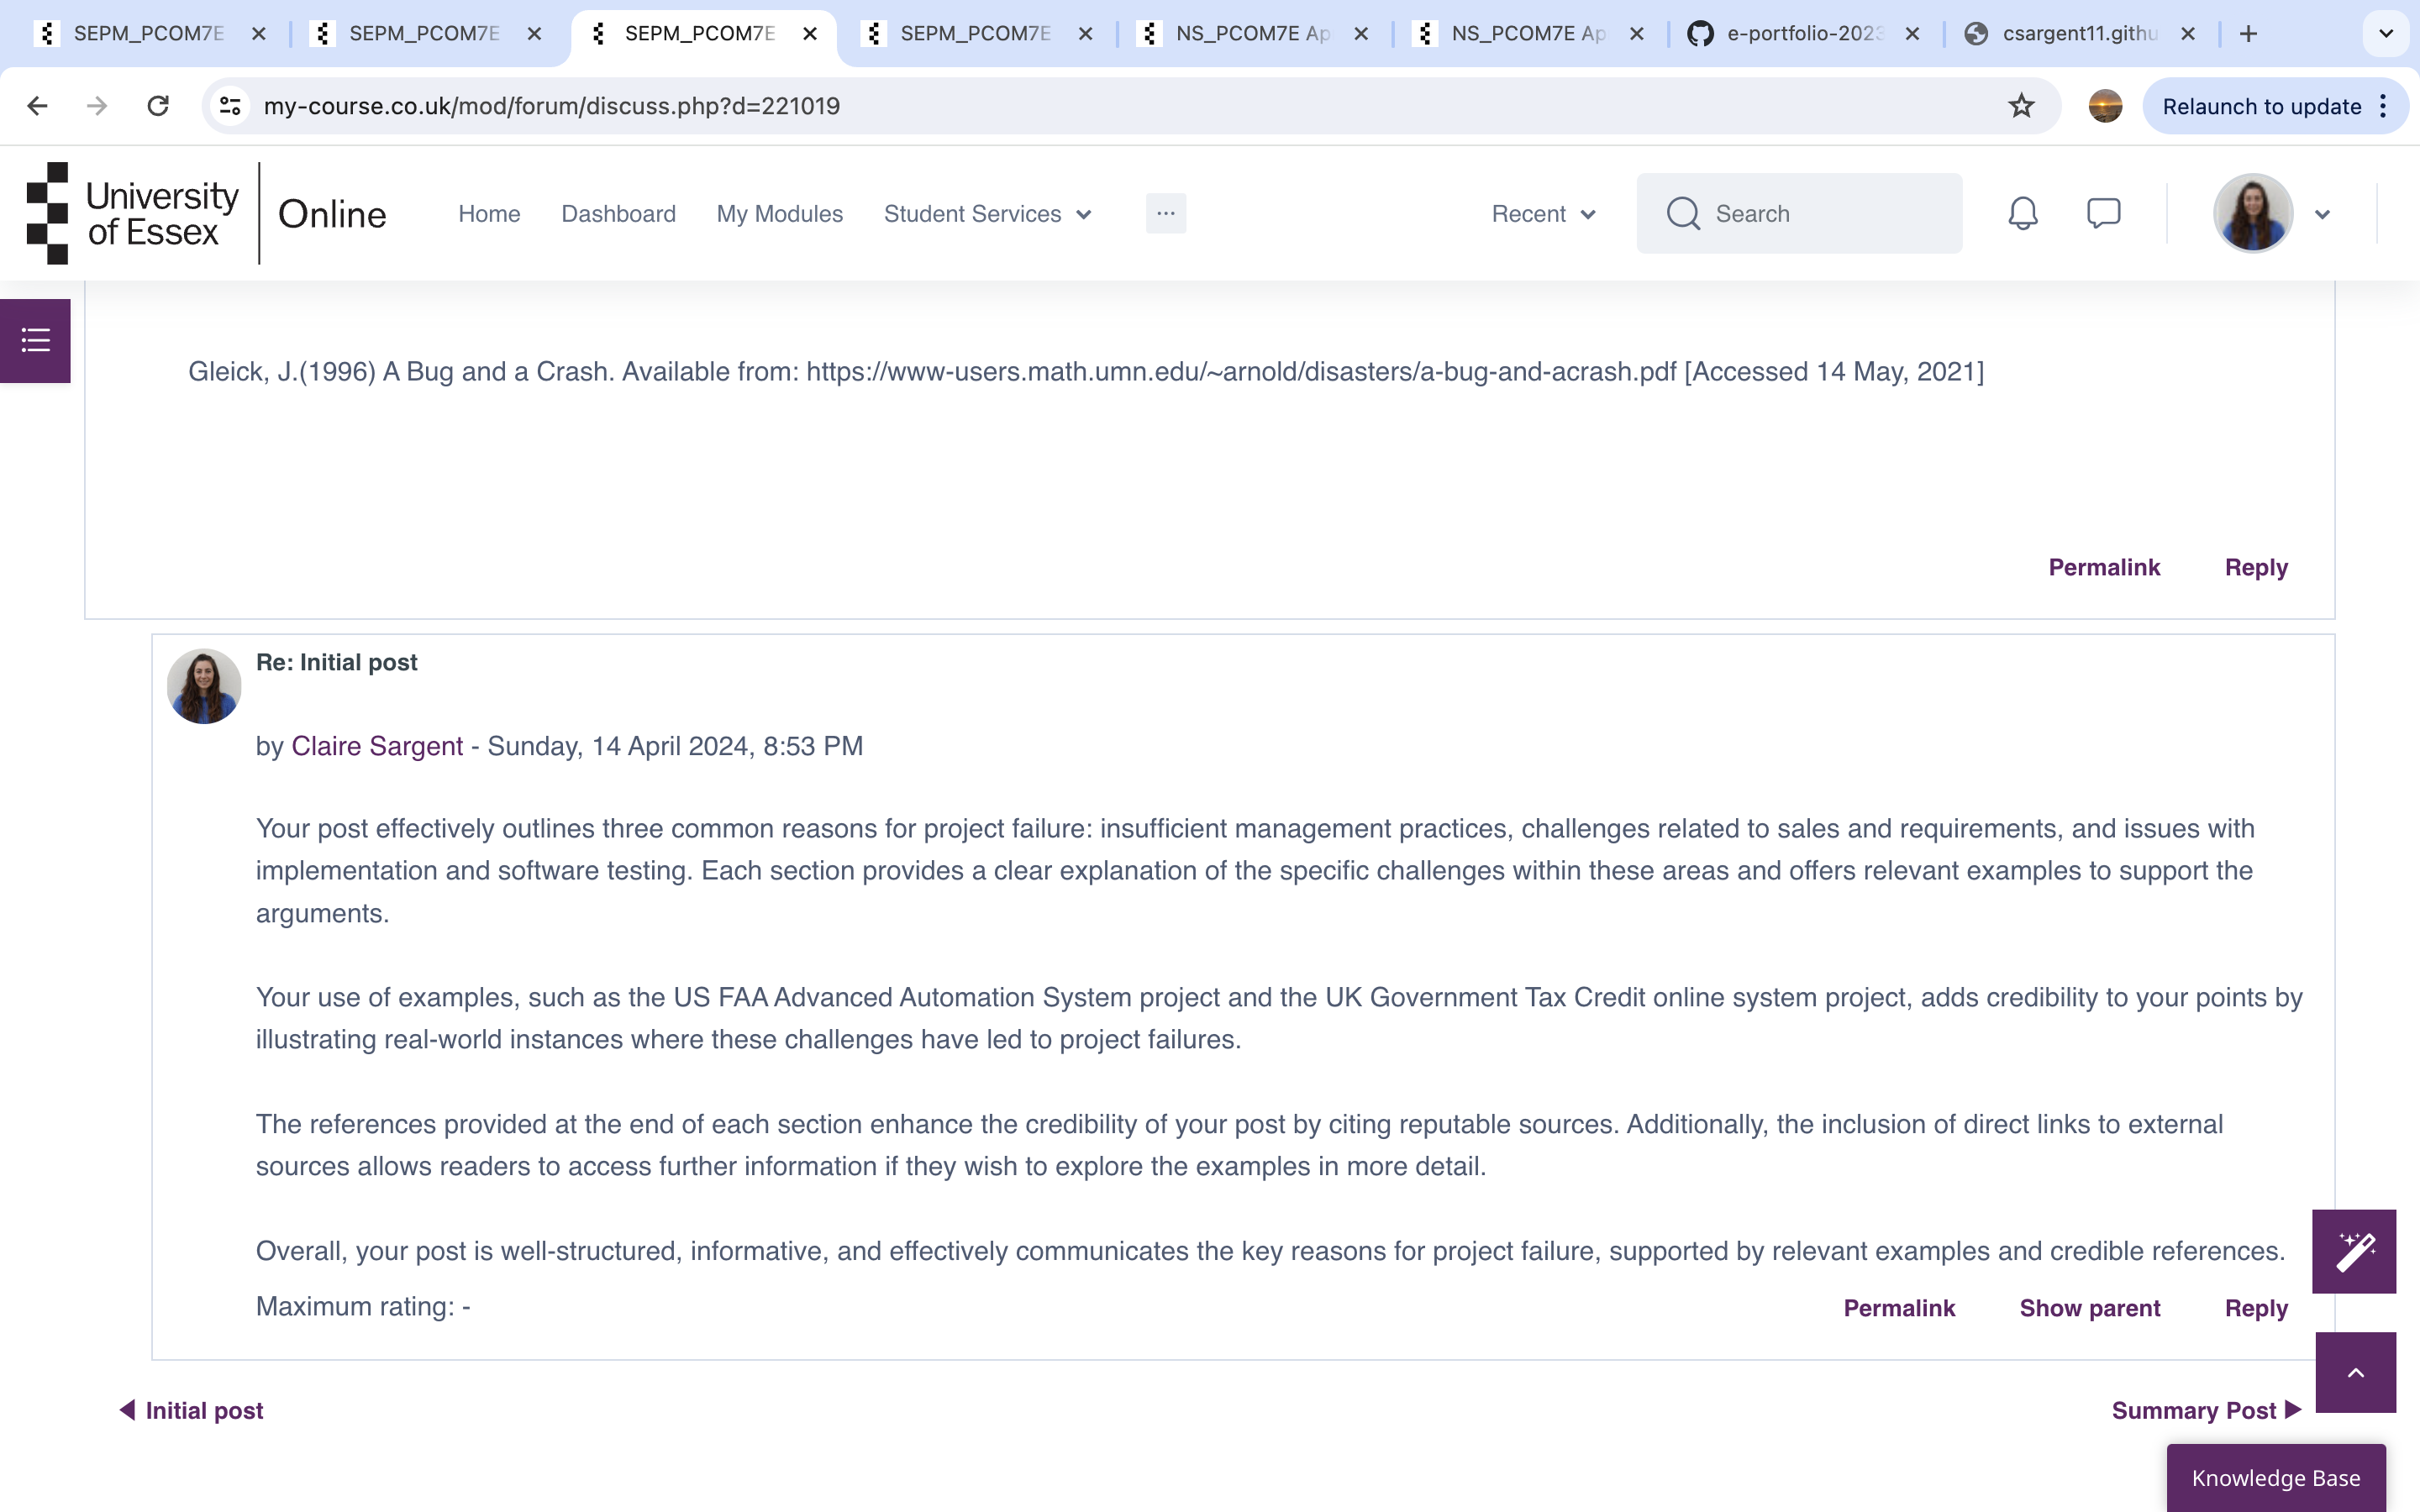 SEPM_PCOM7E
SEPM_PCOM7E
SEPM_PCOM7E
SEPM_PCOM7E
NS_PCOM7E Ap
NS_PCOM7E Ap
e-portfolio-2023
csargent11.githu
my-course.co.uk/mod/forum/discuss.php?d=221019
Relaunch to update
University of Essex
Online
Home
Dashboard
My Modules
Student Services
Recent
Search
Gleick, J.(1996) A Bug and a Crash. Available from: https://www-users.math.umn.edu/~arnold/disasters/a-bug-and-acrash.pdf [Accessed 14 May, 2021]
Permalink
Reply
Re: Initial post
by Claire Sargent - Sunday, 14 April 2024, 8:53 PM
Your post effectively outlines three common reasons for project failure: insufficient management practices, challenges related to sales and requirements, and issues with
implementation and software testing. Each section provides a clear explanation of the specific challenges within these areas and offers relevant examples to support the
arguments.
Your use of examples, such as the US FAA Advanced Automation System project and the UK Government Tax Credit online system project, adds credibility to your points by
illustrating real-world instances where these challenges have led to project failures.
The references provided at the end of each section enhance the credibility of your post by citing reputable sources. Additionally, the inclusion of direct links to external
sources allows readers to access further information if they wish to explore the examples in more detail.
Overall, your post is well-structured, informative, and effectively communicates the key reasons for project failure, supported by relevant examples and credible references.
Maximum rating: -
Permalink
Show parent
Reply
Initial post
Summary Post
Knowledge Base